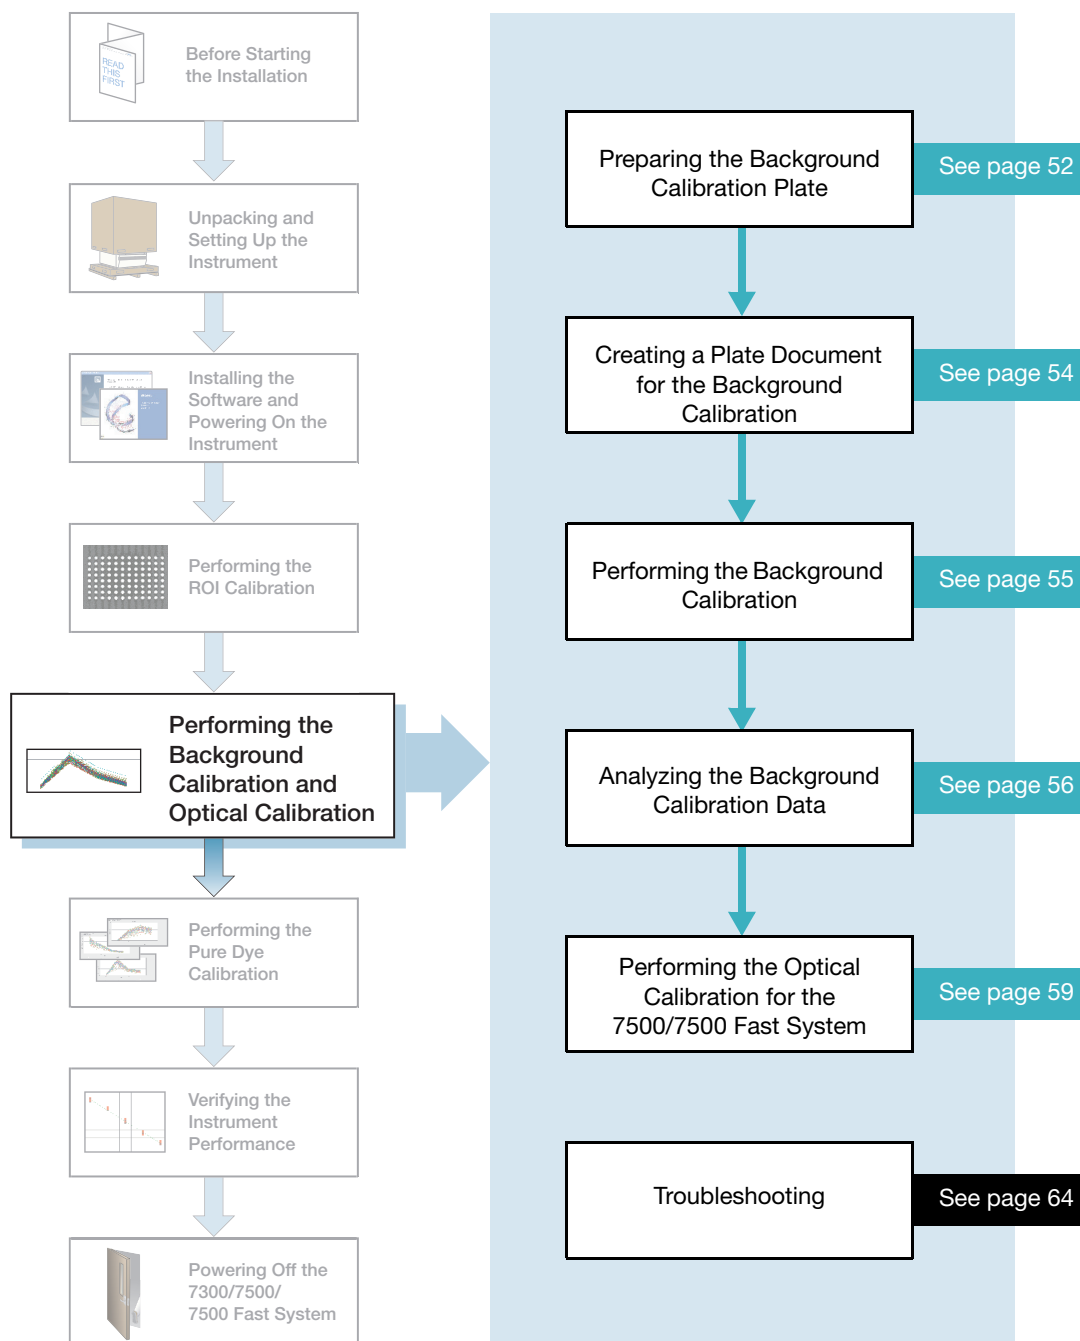 READ
THIS
FIRST
Before Starting
the Installation
Unpacking and
Setting Up the
Instrument
Installing the
Software and
Powering On the
Instrument
Performing the
ROI Calibration
Performing the
Background
Calibration and
Optical Calibration
Performing the
Pure Dye
Calibration
Verifying the
Instrument
Performance
Powering Off the
7300/7500/
7500 Fast System
Preparing the Background
Calibration Plate
See page 52
Creating a Plate Document
for the Background
Calibration
See page 54
Performing the Background
Calibration
See page 55
Analyzing the Background
Calibration Data
See page 56
Performing the Optical
Calibration for the
7500/7500 Fast System
See page 59
Troubleshooting
See page 64